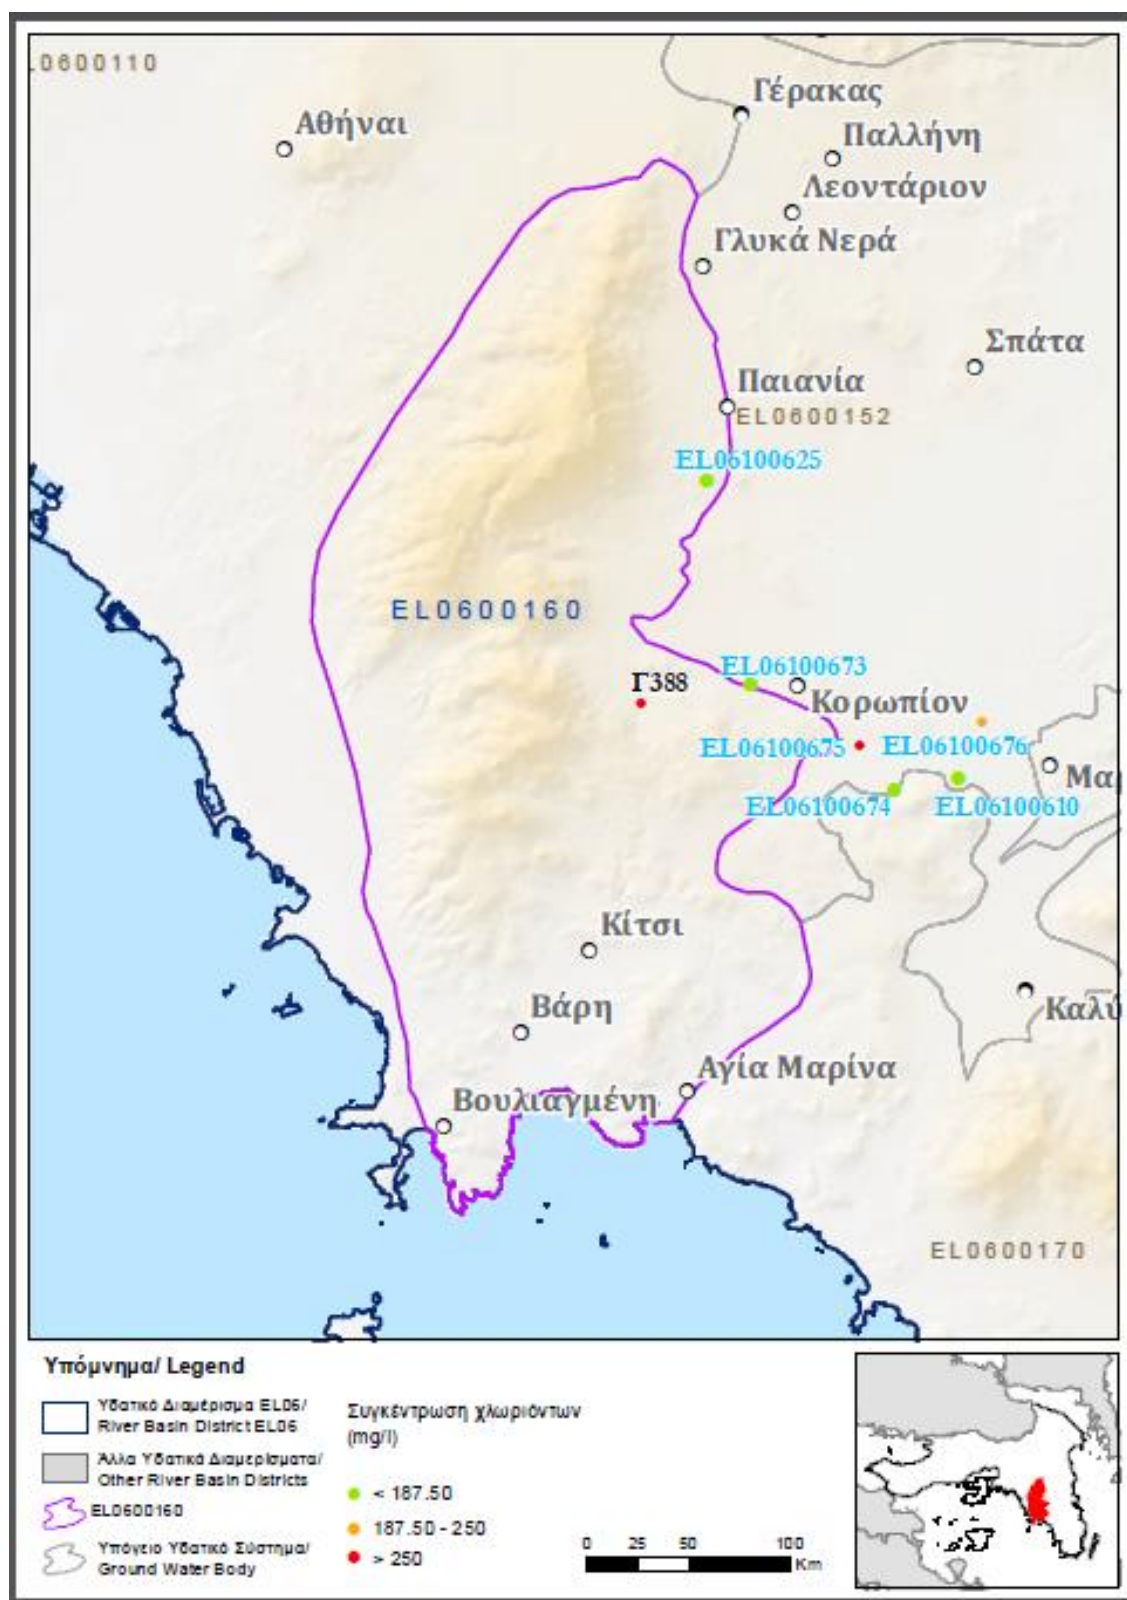 L0600110
Γέρακας
Αθήναι
Παλλήνη
Λεοντάριον
Γλυκά Νερά
Σπάτα
Παιανία
EL0600152
EL06100625
EL0600160
EL06100673
Γ388
Κορωπίον
EL06100675
EL06100676
Μαρ
EL06100674
EL06100610
Κίτσι
Βάρη
Καλύ
Αγία Μαρίνα
Βουλιαγμένη
EL0600170
Υπόμνημα/ Legend
Υδατικό Διαμέρισμα EL06/
River Basin District EL06
Άλλα Υδατικά Διαμερίσματα/
Other River Basin Districts
EL0600160
Υπόγειο Υδατικό Σύστημα/
Ground Water Body
Συγκέντρωση χλωριόντων
(mg/l)
< 187.50
187.50 - 250
> 250
0 25 50 100
Km